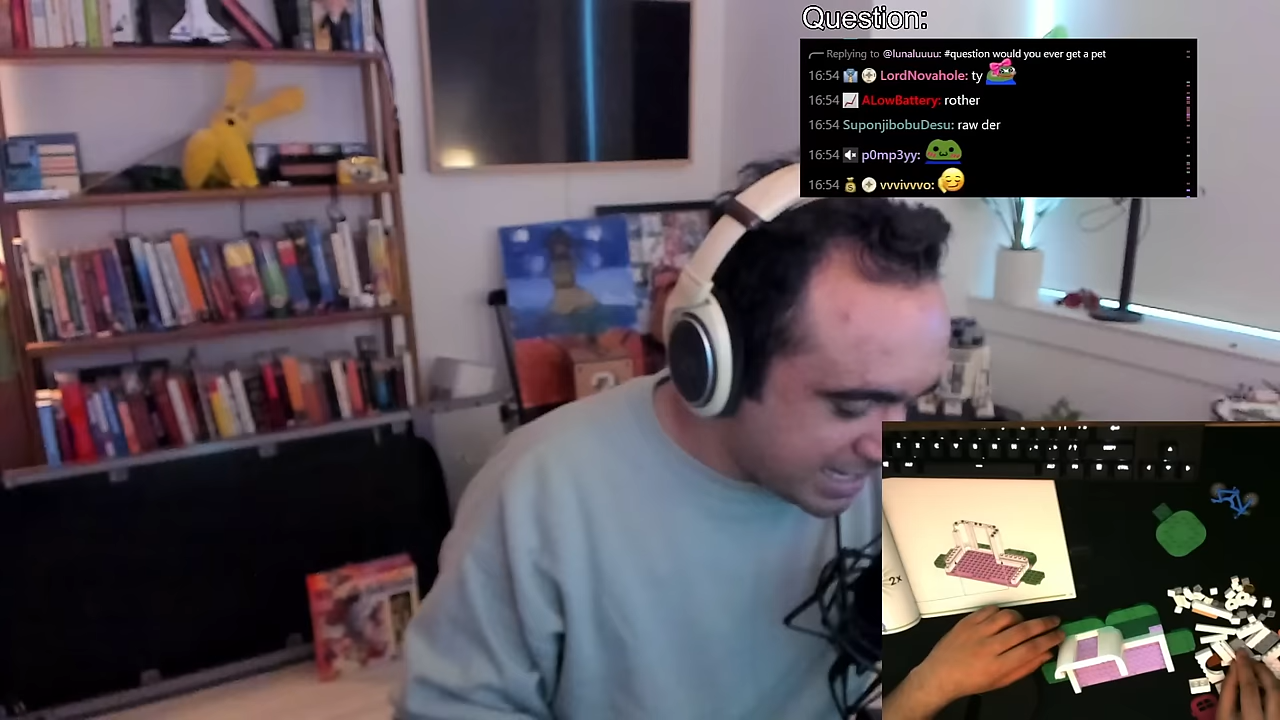 Question:
Replying to @lunaluuuu: #question would you ever get a pet
16:54 LordNovahole: ty
16:54 ALowBattery: rother
16:54 SuponjibobuDesu: raw der
16:54 p0mp3yy:
16:54 vvvivvvo:
2x
?